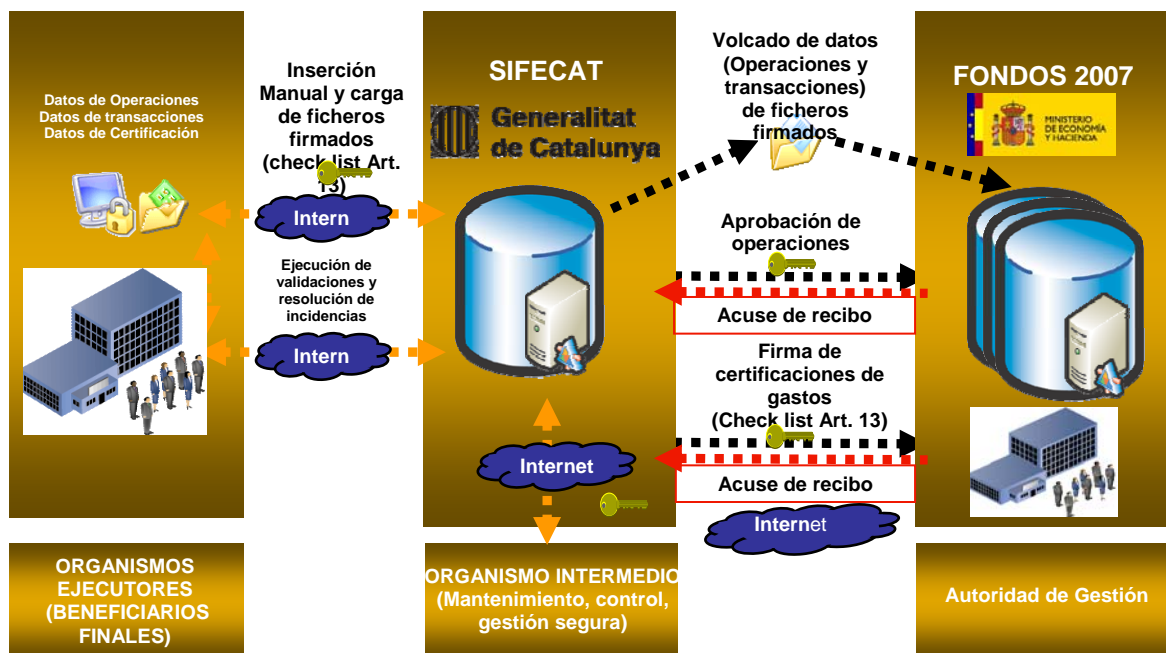 Datos de Operaciones
Datos de transacciones
Datos de Certificación
Inserción
Manual y carga
de ficheros
firmados
(check list Art.
13)
Intern
Ejecución de
validaciones y
resolución de
incidencias
Intern
ORGANISMOS
EJECUTORES
(BENEFICIARIOS
FINALES)
SIFECAT
Generalitat
de Catalunya
Internet
ORGANISMO INTERMEDIO
(Mantenimiento, control,
gestión segura)
Volcado de datos
(Operaciones y
transacciones)
de ficheros
firmados
Aprobación de
operaciones
Acuse de recibo
Firma de
certificaciones de
gastos
(Check list Art. 13)
Acuse de recibo
Internet
FONDOS 2007
MINISTERIO
DE ECONOMÍA
Y HACIENDA
Autoridad de Gestión